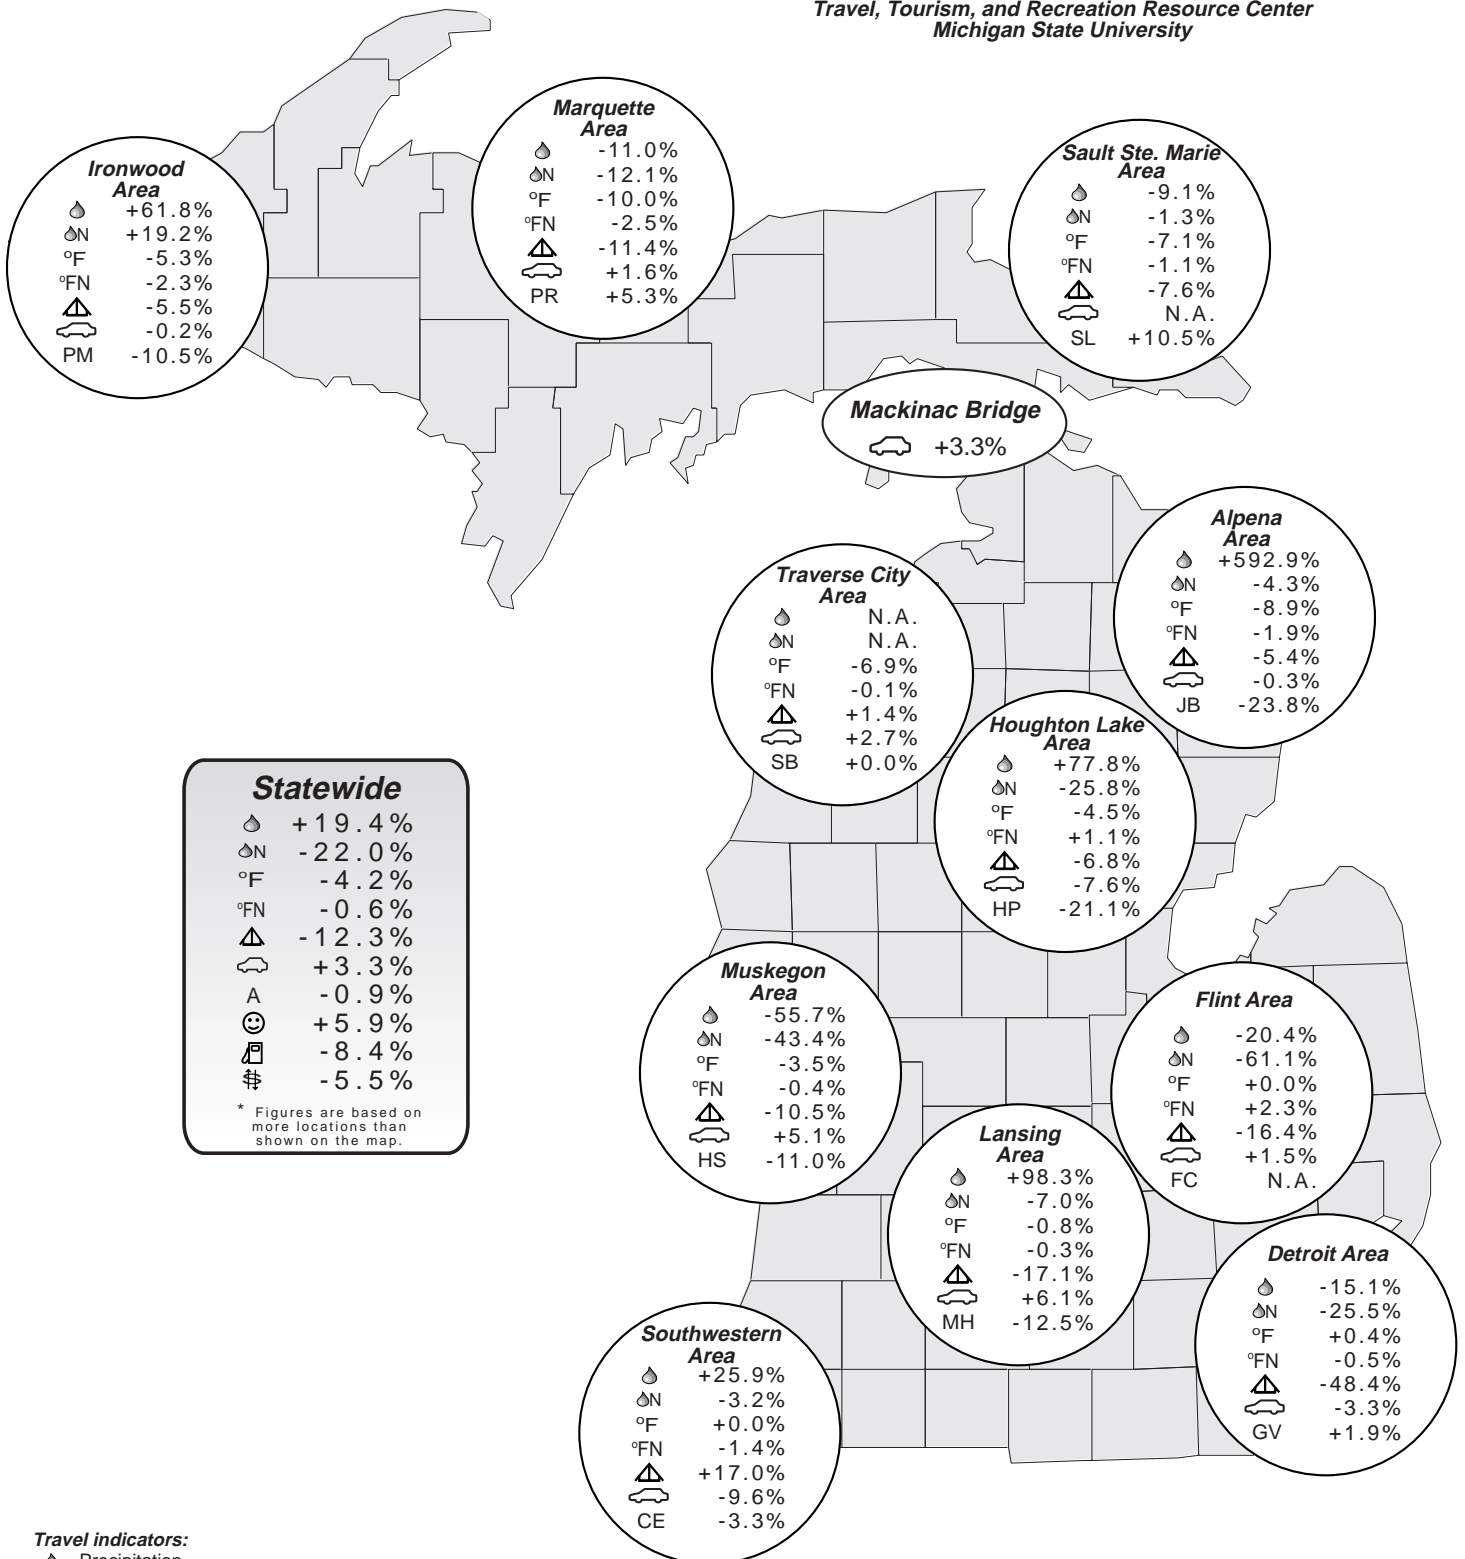 Travel, Tourism, and Recreation Resource Center
Michigan State University
Marquette
Area
-11.0%
N -12.1%
°F -10.0%
°FN -2.5%
-11.4%
+1.6%
PR +5.3%
Ironwood
Area
+61.8%
N +19.2%
°F -5.3%
°FN -2.3%
-5.5%
-0.2%
PM -10.5%
Sault Ste. Marie
Area
-9.1%
N -1.3%
°F -7.1%
°FN -1.1%
-7.6%
N.A.
SL +10.5%
Mackinac Bridge
+3.3%
Alpena
Area
+592.9%
N -4.3%
°F -8.9%
°FN -1.9%
-5.4%
-0.3%
JB -23.8%
Traverse City
Area
N.A.
N N.A.
°F -6.9%
°FN -0.1%
+1.4%
+2.7%
SB +0.0%
Houghton Lake
Area
+77.8%
N -25.8%
°F -4.5%
°FN +1.1%
-6.8%
-7.6%
HP -21.1%
Statewide
+19.4%
N -22.0%
°F -4.2%
°FN -0.6%
-12.3%
+3.3%
A -0.9%
+5.9%
-8.4%
-5.5%
* Figures are based on
more locations than
shown on the map.
Muskegon
Area
-55.7%
N -43.4%
°F -3.5%
°FN -0.4%
-10.5%
+5.1%
HS -11.0%
Flint Area
-20.4%
N -61.1%
°F +0.0%
°FN +2.3%
-16.4%
+1.5%
FC N.A.
Lansing
Area
+98.3%
N -7.0%
°F -0.8%
°FN -0.3%
-17.1%
+6.1%
MH -12.5%
Detroit Area
-15.1%
N -25.5%
°F +0.4%
°FN -0.5%
-48.4%
-3.3%
GV +1.9%
Southwestern
Area
+25.9%
N -3.2%
°F +0.0%
°FN -1.4%
+17.0%
-9.6%
CE -3.3%
Travel indicators:
Precipitation